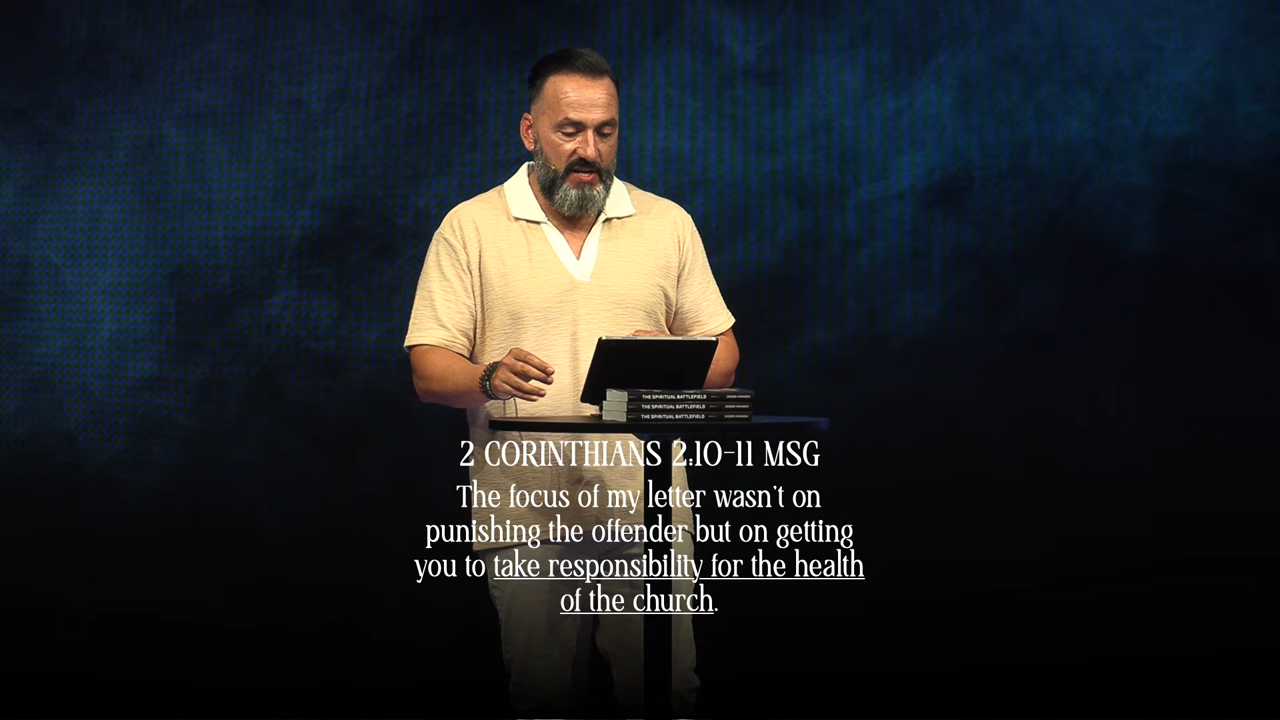 THE SPIRITUAL BATTLEFIELD
THE SPIRITUAL BATTLEFIELD
THE SPIRITUAL BATTLEFIELD
2 CORINTHIANS 2:10-11 MSG
The focus of my letter wasn't on
punishing the offender but on getting
you to take responsibility for the health
of the church.